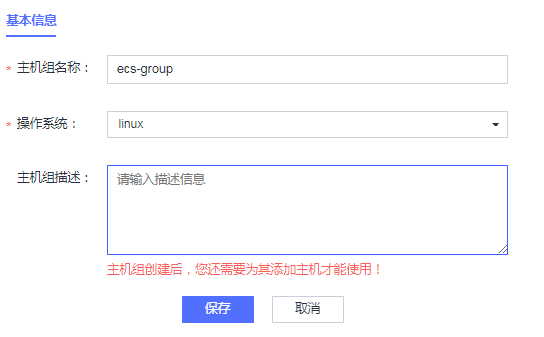 基本信息
* 主机组名称： ecs-group
* 操作系统： linux
主机组描述： 请输入描述信息
主机组创建后，您还需要为其添加主机才能使用！
保存 取消